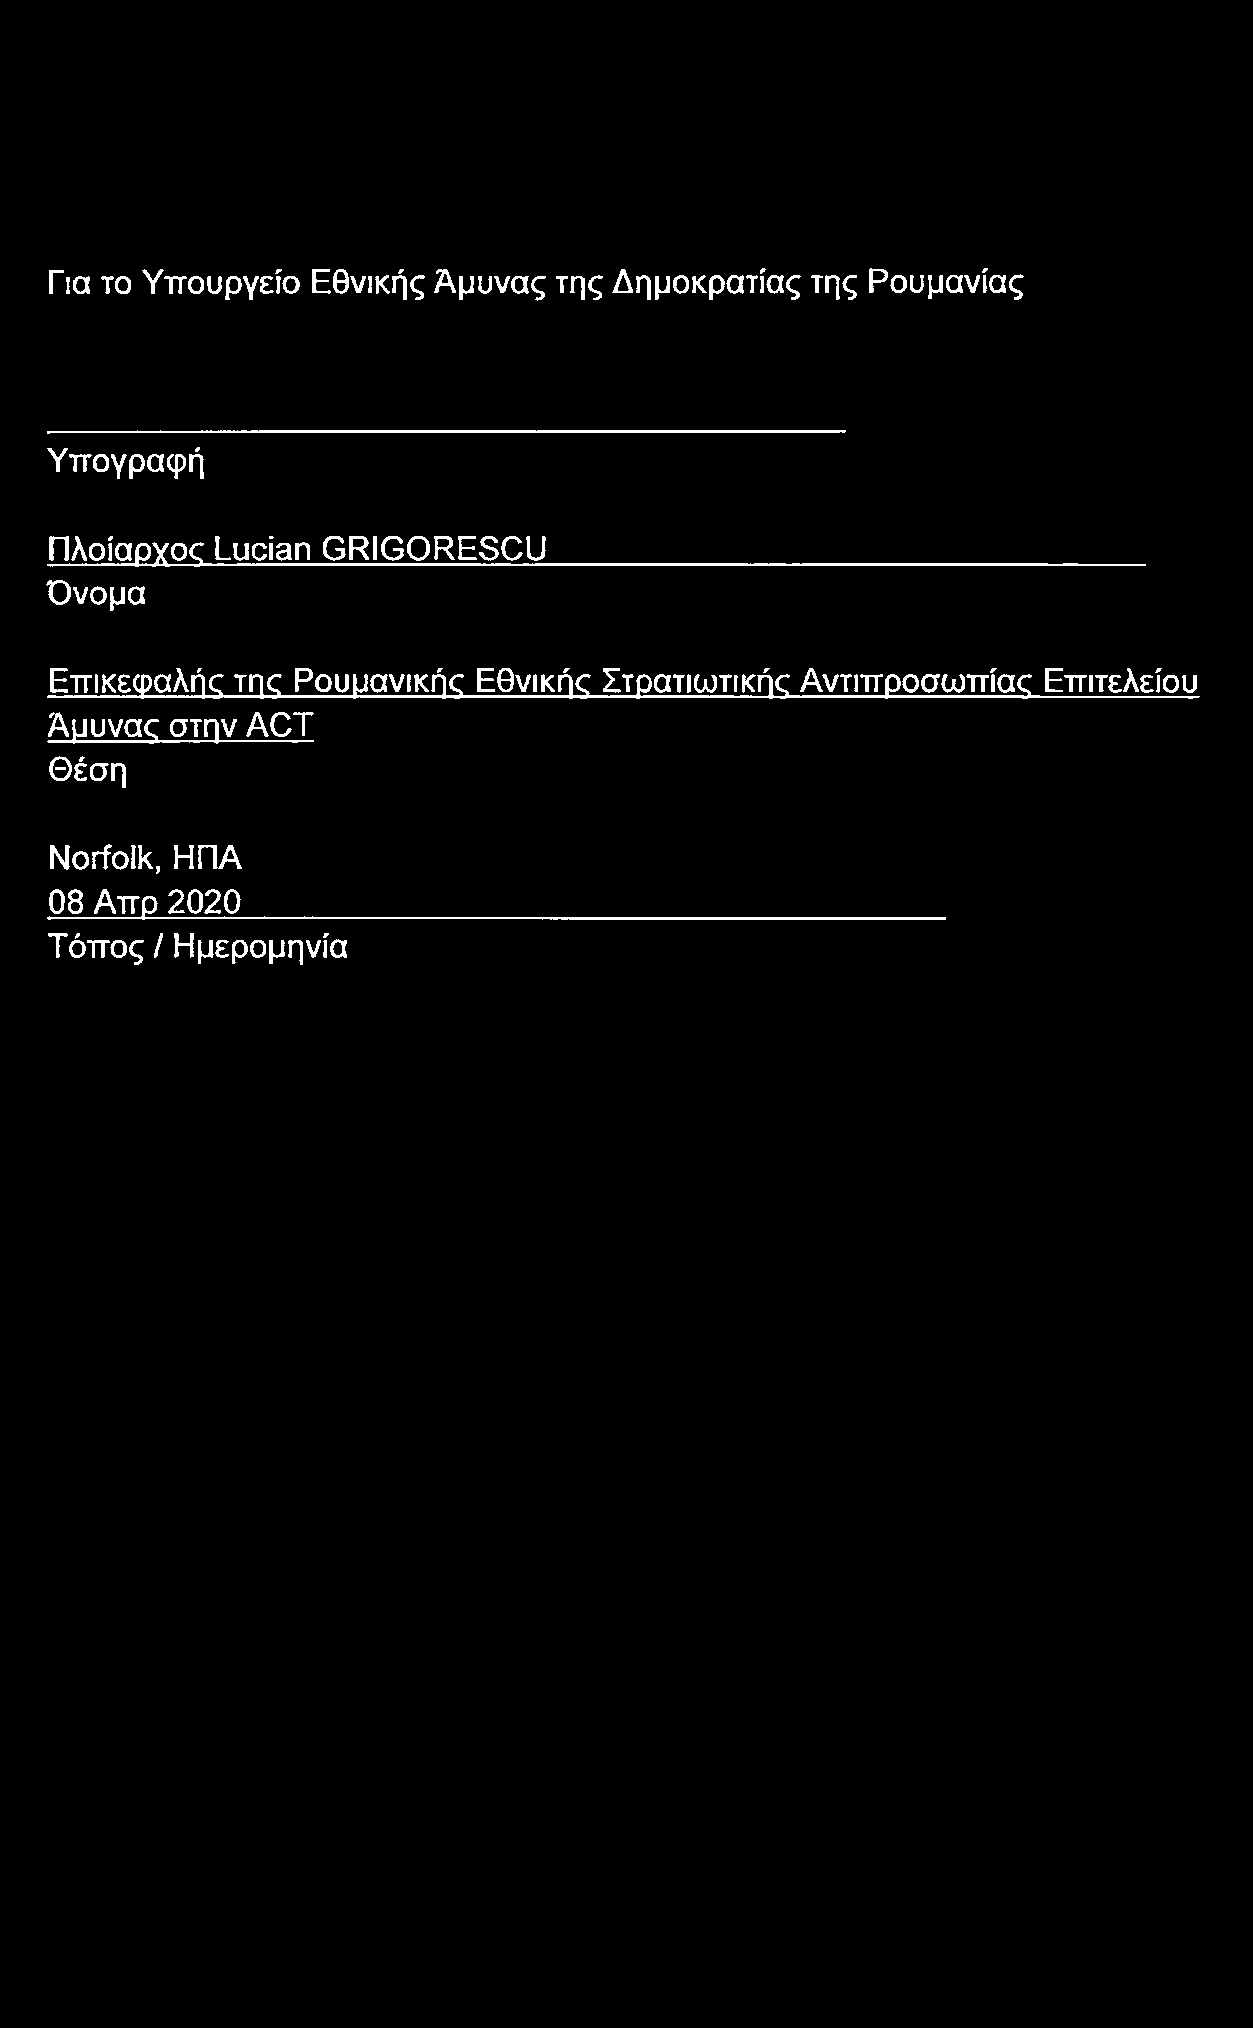 Για το Υπουργείο Εθνικής Άμυνας της Δημοκρατίας της Ρουμανίας
Υπογραφή
Πλοίαρχος Lucian GRIGORESCU
Όνομα
Επικεφαλής της Ρουμανικής Εθνικής Στρατιωτικής Αντιπροσωπίας Επιτελείου
Άμυνας στην ACT
Θέση
Norfolk, ΗΠΑ
08 Απρ 2020
Τόπος / Ημερομηνία